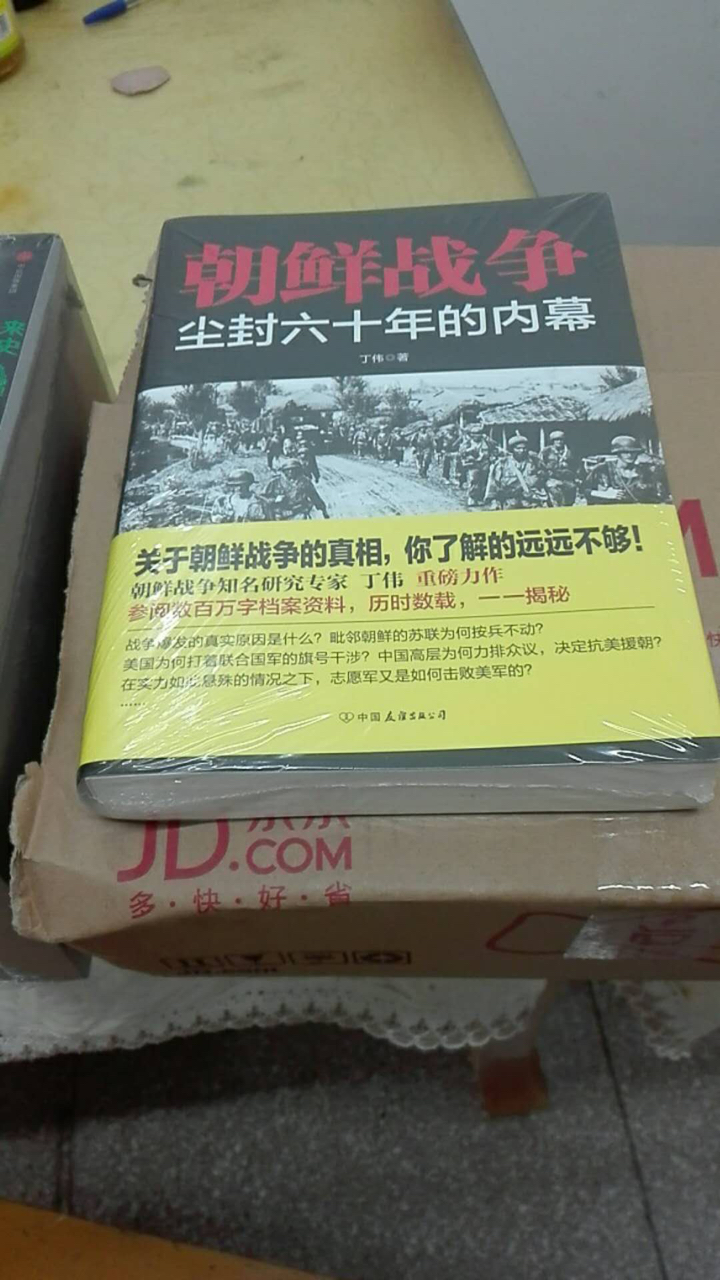 朝鲜战争
尘封六十年的内幕
丁伟◎著
关于朝鲜战争的真相，你了解的远远不够！
朝鲜战争知名研究专家 丁伟 重磅力作
参阅数百万字档案资料，历时数载，一一揭秘
战争爆发的真实原因是什么？毗邻朝鲜的苏联为何按兵不动？
美国为何打着联合国军的旗号干涉？中国高层为何力排众议，决定抗美援朝？
在实力如此悬殊的情况之下，志愿军又是如何击败美军的？
……
中国友谊出版公司
JD.COM
多·快·好·省